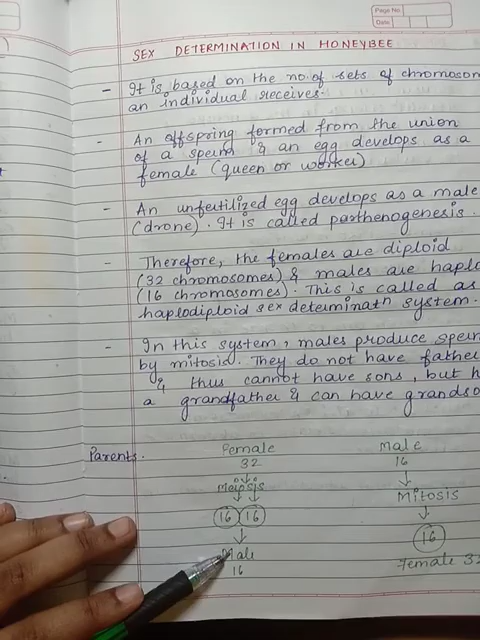 Page No
Date
SEX DETERMINATION IN HONEYBEE
- It is based on the no. of sets of chromosom
an individual receives.
- An offspring formed from the union
of a sperm & an egg develops as a
female (queen or worker)
- An unfertilized egg develops as a male
(drone). It is called parthenogenesis.
- Therefore, the females are diploid
(32 chromosomes) & males are haplo
(16 chromosomes). This is called as
haplodiploid sex determinatn system.
- In this system, males produce sperm
by mitosis. They do not have father
& thus cannot have sons, but h
a grandfather & can have grandso
Parents. Female Male
32 16
Meiosis Mitosis
16 16 16
Male Female 32
16